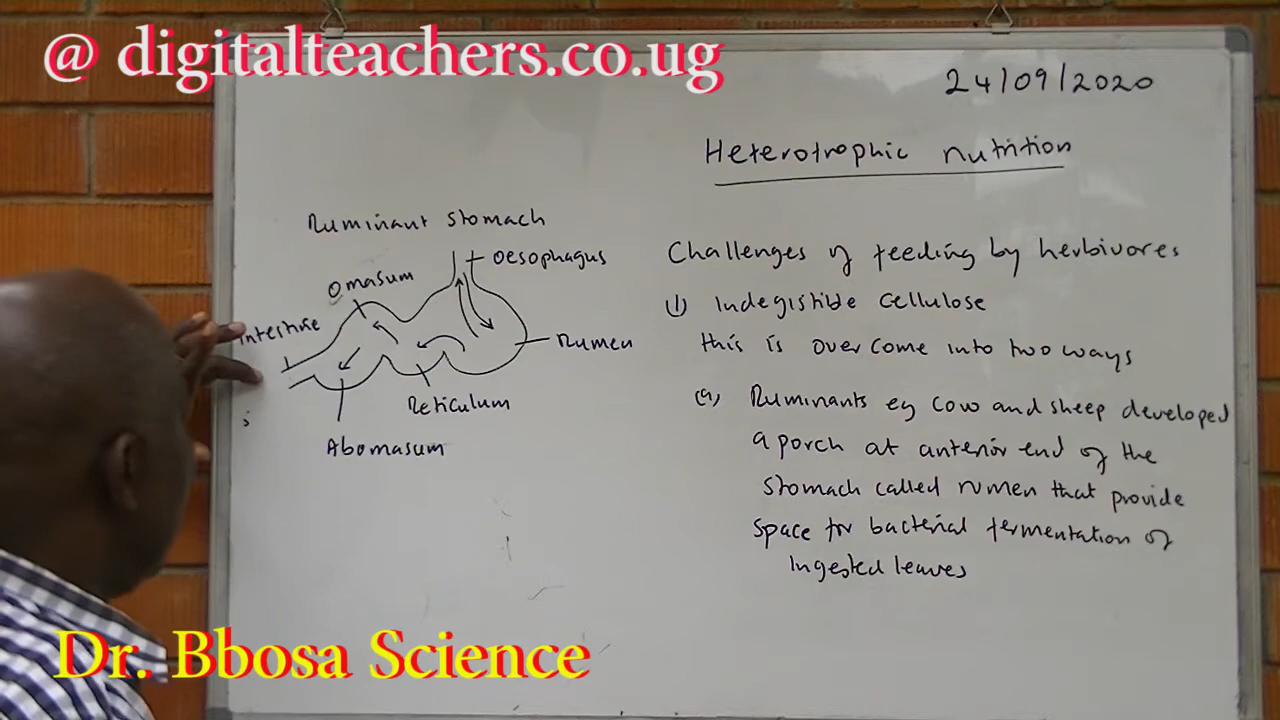 @ digitalteachers.co.ug
24/09/2020
Heterotrophic nutrition
Ruminant stomach
Oesophagus
Omasum
Intestine
Rumen
Reticulum
Abomasum
Challenges of feeding by herbivores
(1) Indegistible cellulose
this is overcome into two ways
(a) Ruminants eg cow and sheep developed
a porch at anterior end of the
stomach called rumen that provide
space for bacterial fermentation of
Ingested leaves
Dr. Bbosa Science